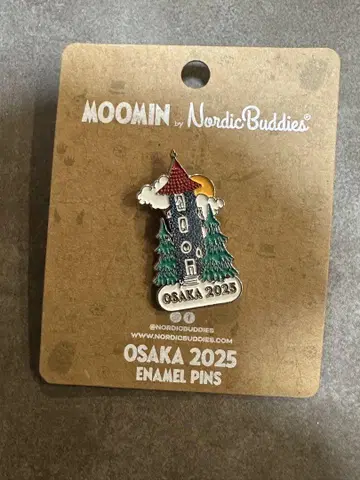 MOOMIN by NordicBuddies®
OSAKA 2025
@NORDICBUDDIES
WWW.NORDICBUDDIES.COM
OSAKA 2025
ENAMEL PINS